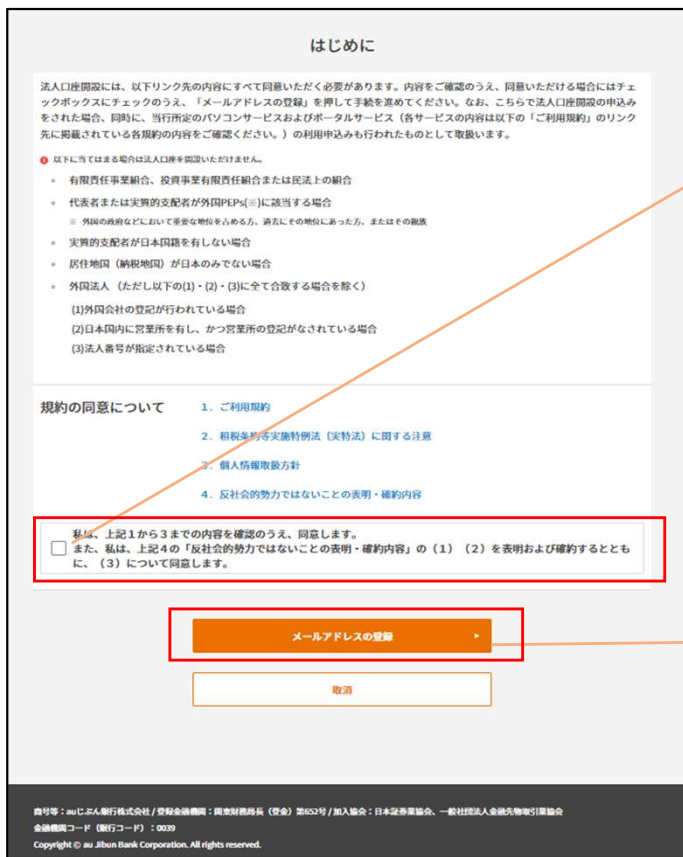 はじめに
法人口座開設には、以下リンク先の内容にすべて同意いただく必要があります。内容をご確認のうえ、同意いただける場合にはチェ
ックボックスにチェックのうえ、「メールアドレスの登録」を押して手続を進めてください。なお、こちらで法人口座開設の申込み
をされた場合、同時に、当行所定のパソコンサービスおよびポータルサービス（各サービスの内容は以下の「ご利用規約」のリンク
先に掲載されている各規約の内容をご確認ください。）の利用申込みも行われたものとして取扱います。
以下に当てはまる場合は法人口座を開設いただけません。
有限責任事業組合、投資事業有限責任組合または民法上の組合
代表者または実質的支配者が外国PEPs(※)に該当する場合
※ 外国の政府などにおいて重要な地位を占める方、過去にその地位にあった方、またはその親族
実質的支配者が日本国籍を有しない場合
居住地国（納税地国）が日本のみでない場合
外国法人（ただし以下の(1)・(2)・(3)に全て合致する場合を除く）
(1)外国会社の登記が行われている場合
(2)日本国内に営業所を有し、かつ営業所の登記がなされている場合
(3)法人番号が指定されている場合
規約の同意について
1．ご利用規約
2．租税条約等実施特例法（実特法）に関する注意
3．個人情報取扱方針
4．反社会的勢力ではないことの表明・確約内容
私は、上記１から３までの内容を確認のうえ、同意します。
また、私は、上記４の「反社会的勢力ではないことの表明・確約内容」の（１）（２）を表明および確約するととも
に、（３）について同意します。
メールアドレスの登録
取消
商号等：auじぶん銀行株式会社 / 登録金融機関：関東財務局長（登金）第652号 / 加入協会：日本証券業協会、一般社団法人金融先物取引業協会
金融機関コード（銀行コード）：0039
Copyright © au Jibun Bank Corporation. All rights reserved.